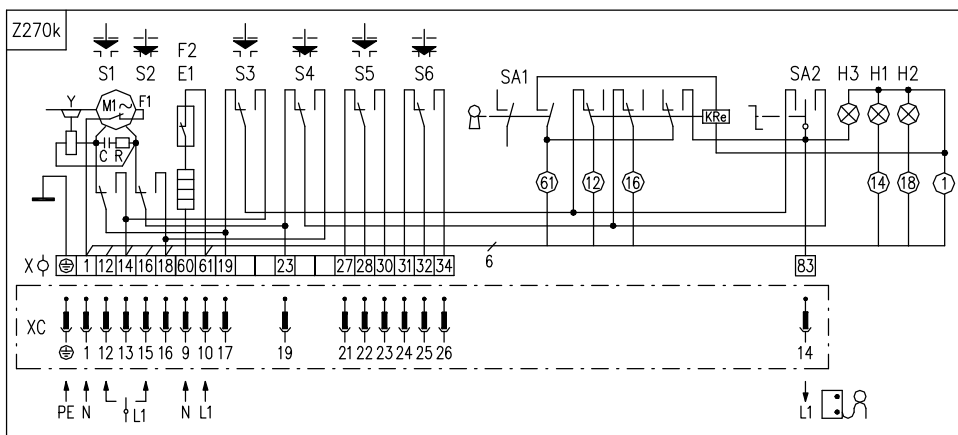 Z270k
F2
S1 S2 E1 S3 S4 S5 S6 SA1 SA2 H3 H1 H2
Y M1 F1
KRe
C R
61 12 16 14 18 1
6
X 1 12 14 16 18 60 61 19 23 27 28 30 31 32 34 83
XC
1 12 13 15 16 9 10 17 19 21 22 23 24 25 26 14
PE N L1 N L1 L1